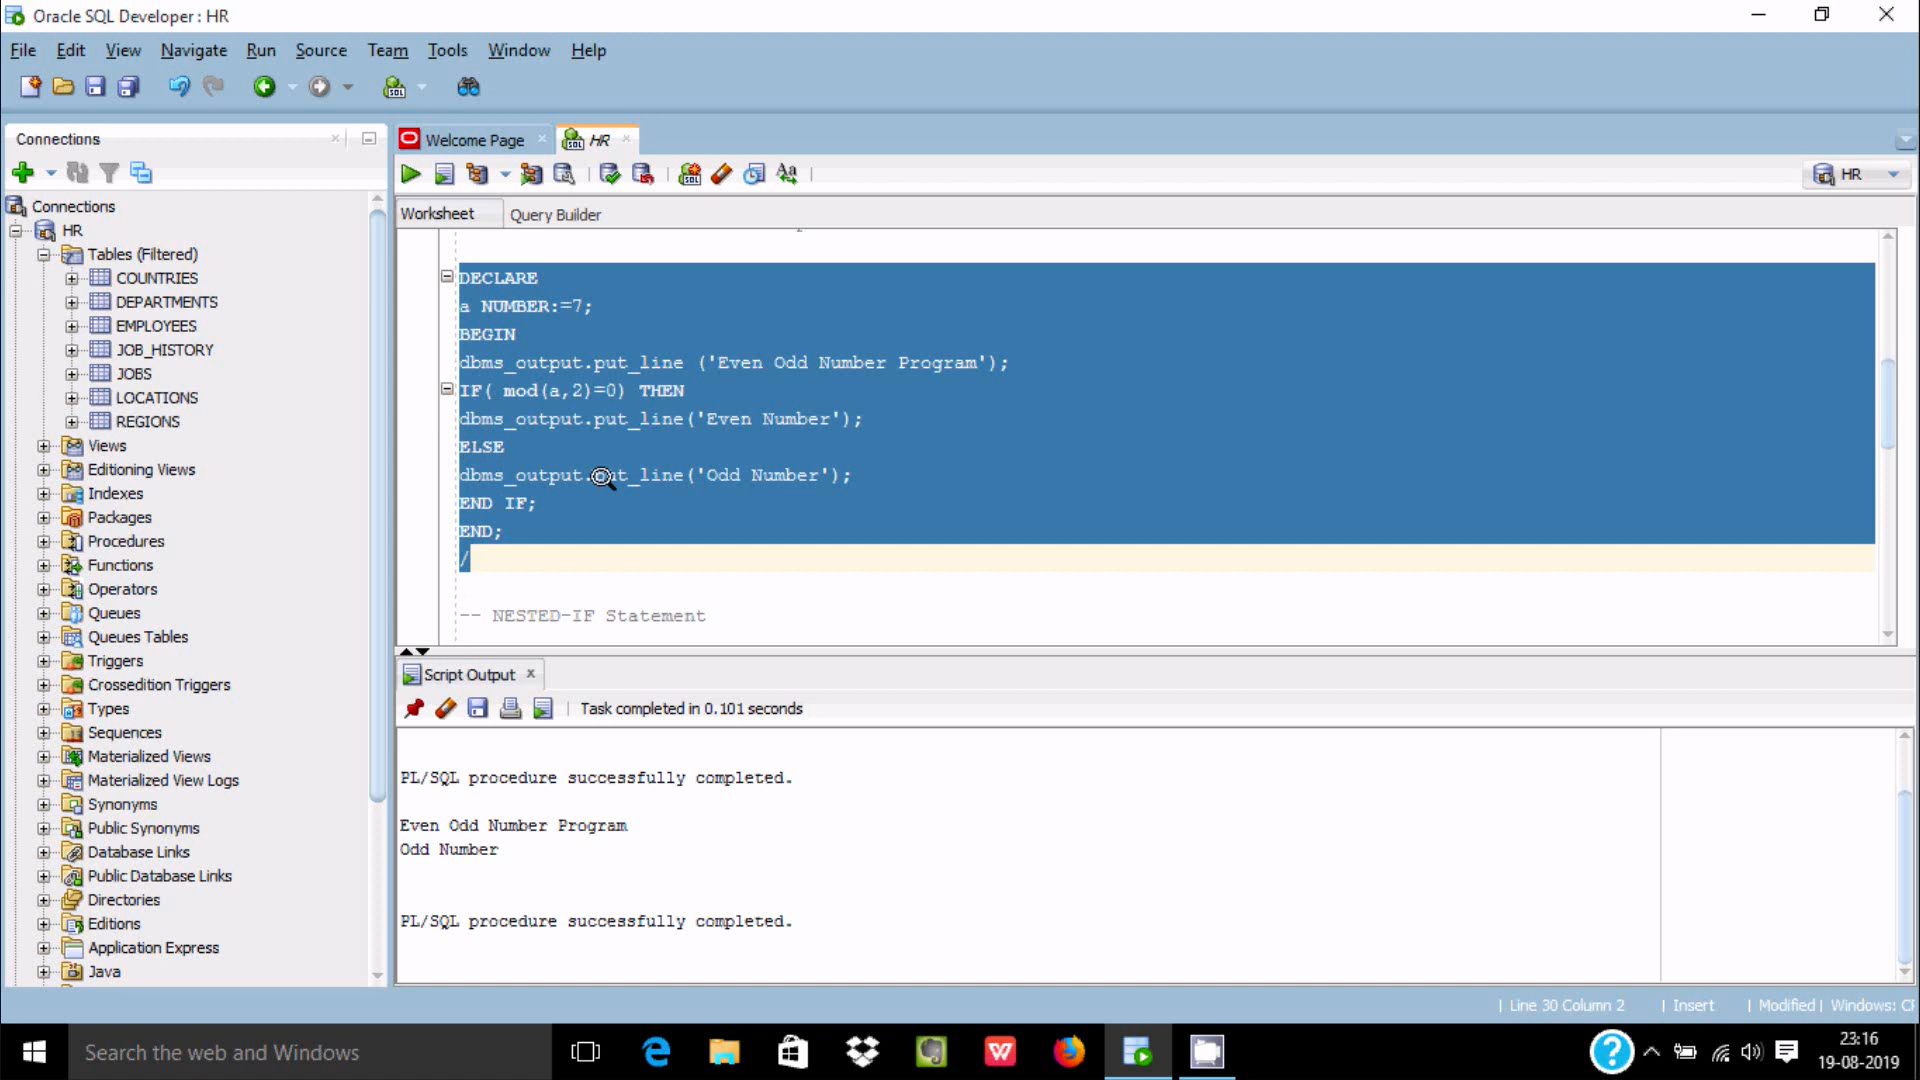 Oracle SQL Developer : HR
File Edit View Navigate Run Source Team Tools Window Help
Connections
Welcome Page
HR
HR
Worksheet
Query Builder
Connections
HR
Tables (Filtered)
COUNTRIES
DEPARTMENTS
EMPLOYEES
JOB_HISTORY
JOBS
LOCATIONS
REGIONS
Views
Editioning Views
Indexes
Packages
Procedures
Functions
Operators
Queues
Queues Tables
Triggers
Crossedition Triggers
Types
Sequences
Materialized Views
Materialized View Logs
Synonyms
Public Synonyms
Database Links
Public Database Links
Directories
Editions
Application Express
Java
DECLARE
a NUMBER:=7;
BEGIN
dbms_output.put_line ('Even Odd Number Program');
IF( mod(a,2)=0) THEN
dbms_output.put_line('Even Number');
ELSE
dbms_output.put_line('Odd Number');
END IF;
END;
/
-- NESTED-IF Statement
Script Output
Task completed in 0.101 seconds
PL/SQL procedure successfully completed.
Even Odd Number Program
Odd Number
PL/SQL procedure successfully completed.
| Line 30 Column 2 | Insert | Modified | Windows: C
Search the web and Windows
23:16
19-08-2019